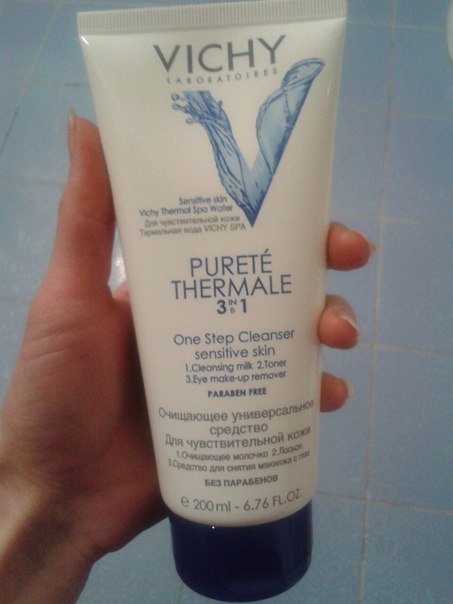 VICHY
LABORATOIRES
Sensitive skin
Vichy Thermal Spa Water
Для чувствительной кожи
Термальная вода VICHY SPA
PURETÉ
THERMALE
3 IN В 1
One Step Cleanser
sensitive skin
1.Cleansing milk 2.Toner
3.Eye make-up remover
PARABEN FREE
Очищающее универсальное
средство
Для чувствительной кожи
1.Очищающее молочко 2.Лосьон
3.Средство для снятия макияжа с глаз
БЕЗ ПАРАБЕНОВ
℮ 200 ml - 6.76 FL.OZ.